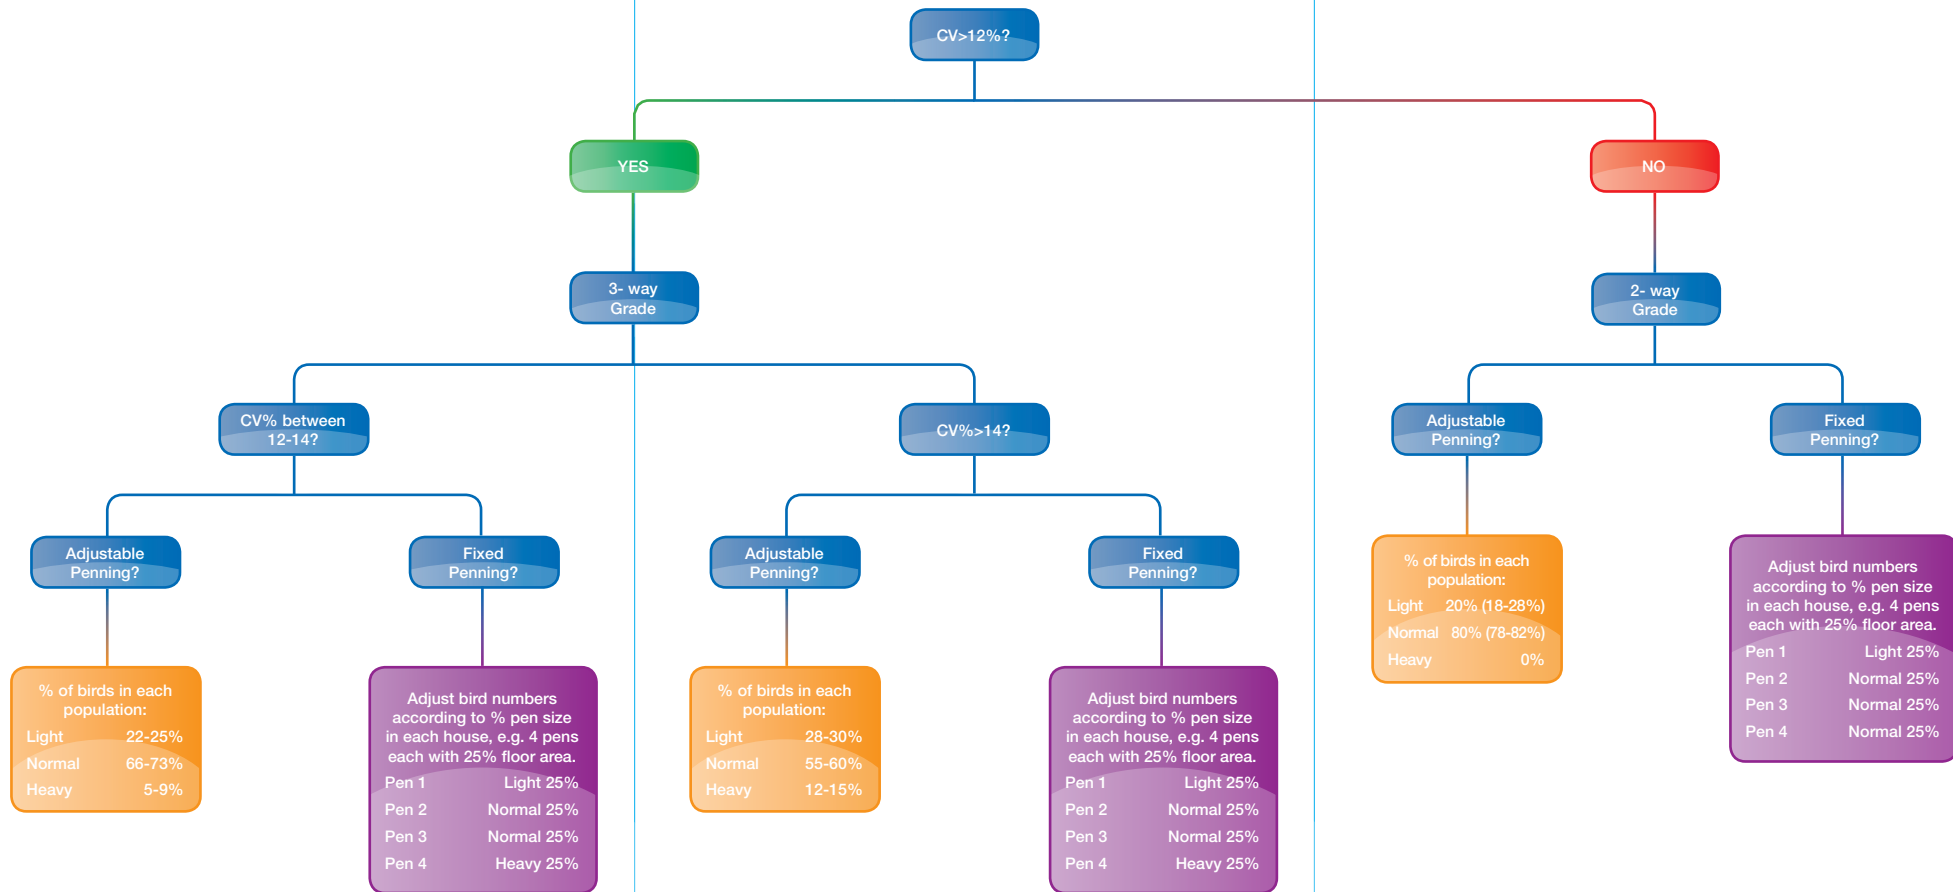 CV>12%?
YES
NO
3- way
Grade
2- way
Grade
CV% between
12-14?
CV%>14?
Adjustable
Penning?
Fixed
Penning?
Adjustable
Penning?
Fixed
Penning?
Adjustable
Penning?
Fixed
Penning?
% of birds in each
population:
Light 22-25%
Normal 66-73%
Heavy 5-9%
Adjust bird numbers
according to % pen size
in each house, e.g. 4 pens
each with 25% floor area.
Pen 1 Light 25%
Pen 2 Normal 25%
Pen 3 Normal 25%
Pen 4 Heavy 25%
% of birds in each
population:
Light 28-30%
Normal 55-60%
Heavy 12-15%
Adjust bird numbers
according to % pen size
in each house, e.g. 4 pens
each with 25% floor area.
Pen 1 Light 25%
Pen 2 Normal 25%
Pen 3 Normal 25%
Pen 4 Heavy 25%
% of birds in each
population:
Light 20% (18-28%)
Normal 80% (78-82%)
Heavy 0%
Adjust bird numbers
according to % pen size
in each house, e.g. 4 pens
each with 25% floor area.
Pen 1 Light 25%
Pen 2 Normal 25%
Pen 3 Normal 25%
Pen 4 Normal 25%